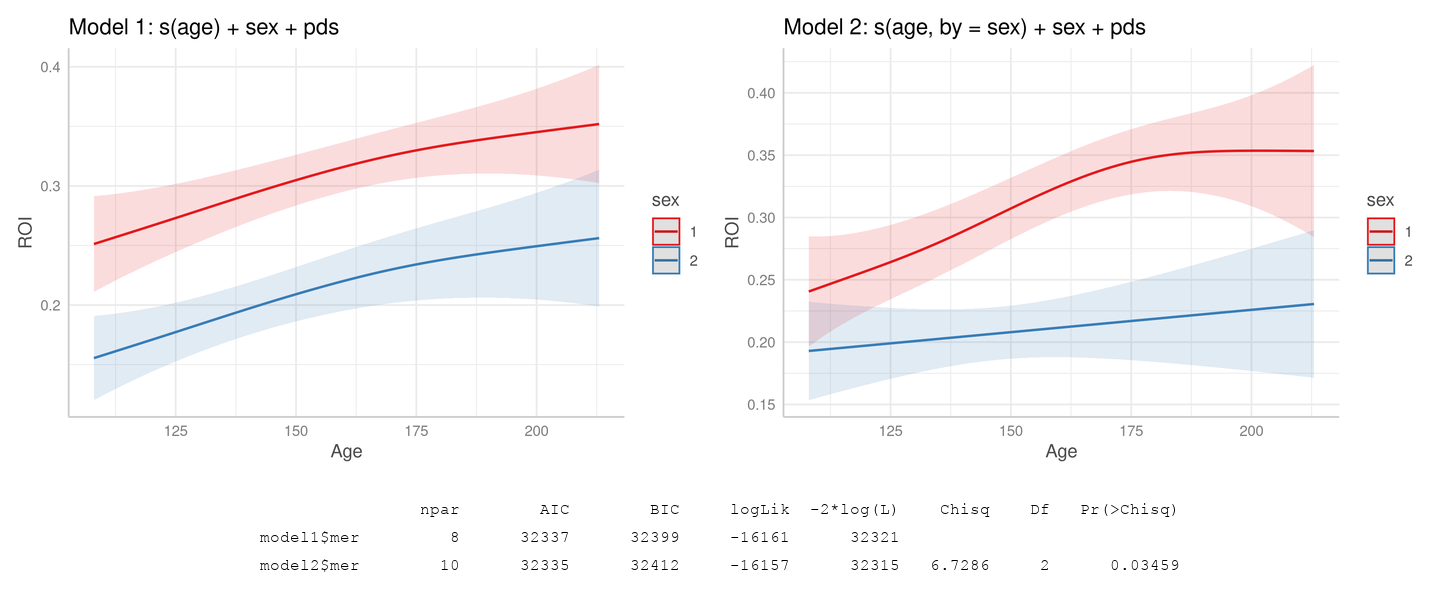 Model 1: s(age) + sex + pds
0.4
0.3
0.2
ROI
125 150 175 200
Age
sex
1
2
Model 2: s(age, by = sex) + sex + pds
0.40
0.35
0.30
0.25
0.20
0.15
ROI
125 150 175 200
Age
sex
1
2
npar AIC BIC logLik -2*log(L) Chisq Df Pr(>Chisq)
model1$mer 8 32337 32399 -16161 32321
model2$mer 10 32335 32412 -16157 32315 6.7286 2 0.03459